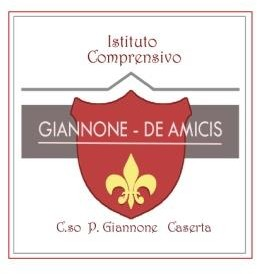 Istituto
Comprensivo
GIANNONE - DE AMICIS
C.so P. Giannone Caserta